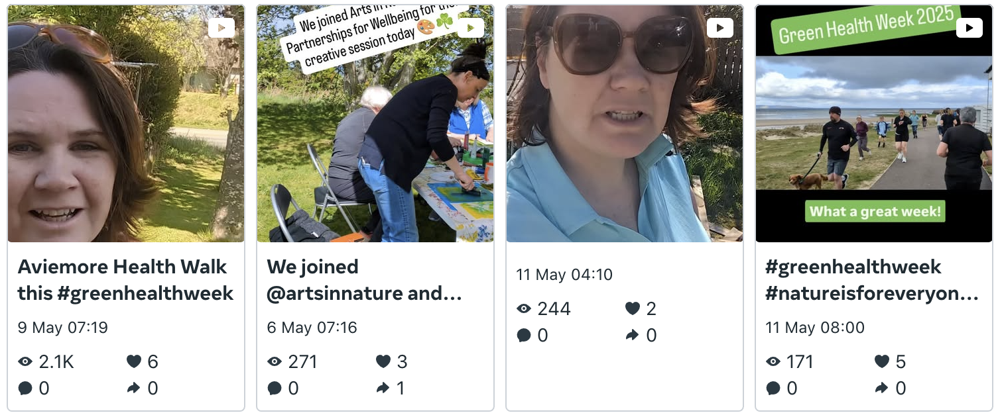 We joined Arts in
Partnerships for Wellbeing for
creative session today
Green Health Week 2025
What a great week!
Aviemore Health Walk
this #greenhealthweek
9 May 07:19
2.1K 6
0 0
We joined
@artsinnature and...
6 May 07:16
271 3
0 1
11 May 04:10
244 2
0 0
#greenhealthweek
#natureisforeveryon...
11 May 08:00
171 5
0 0